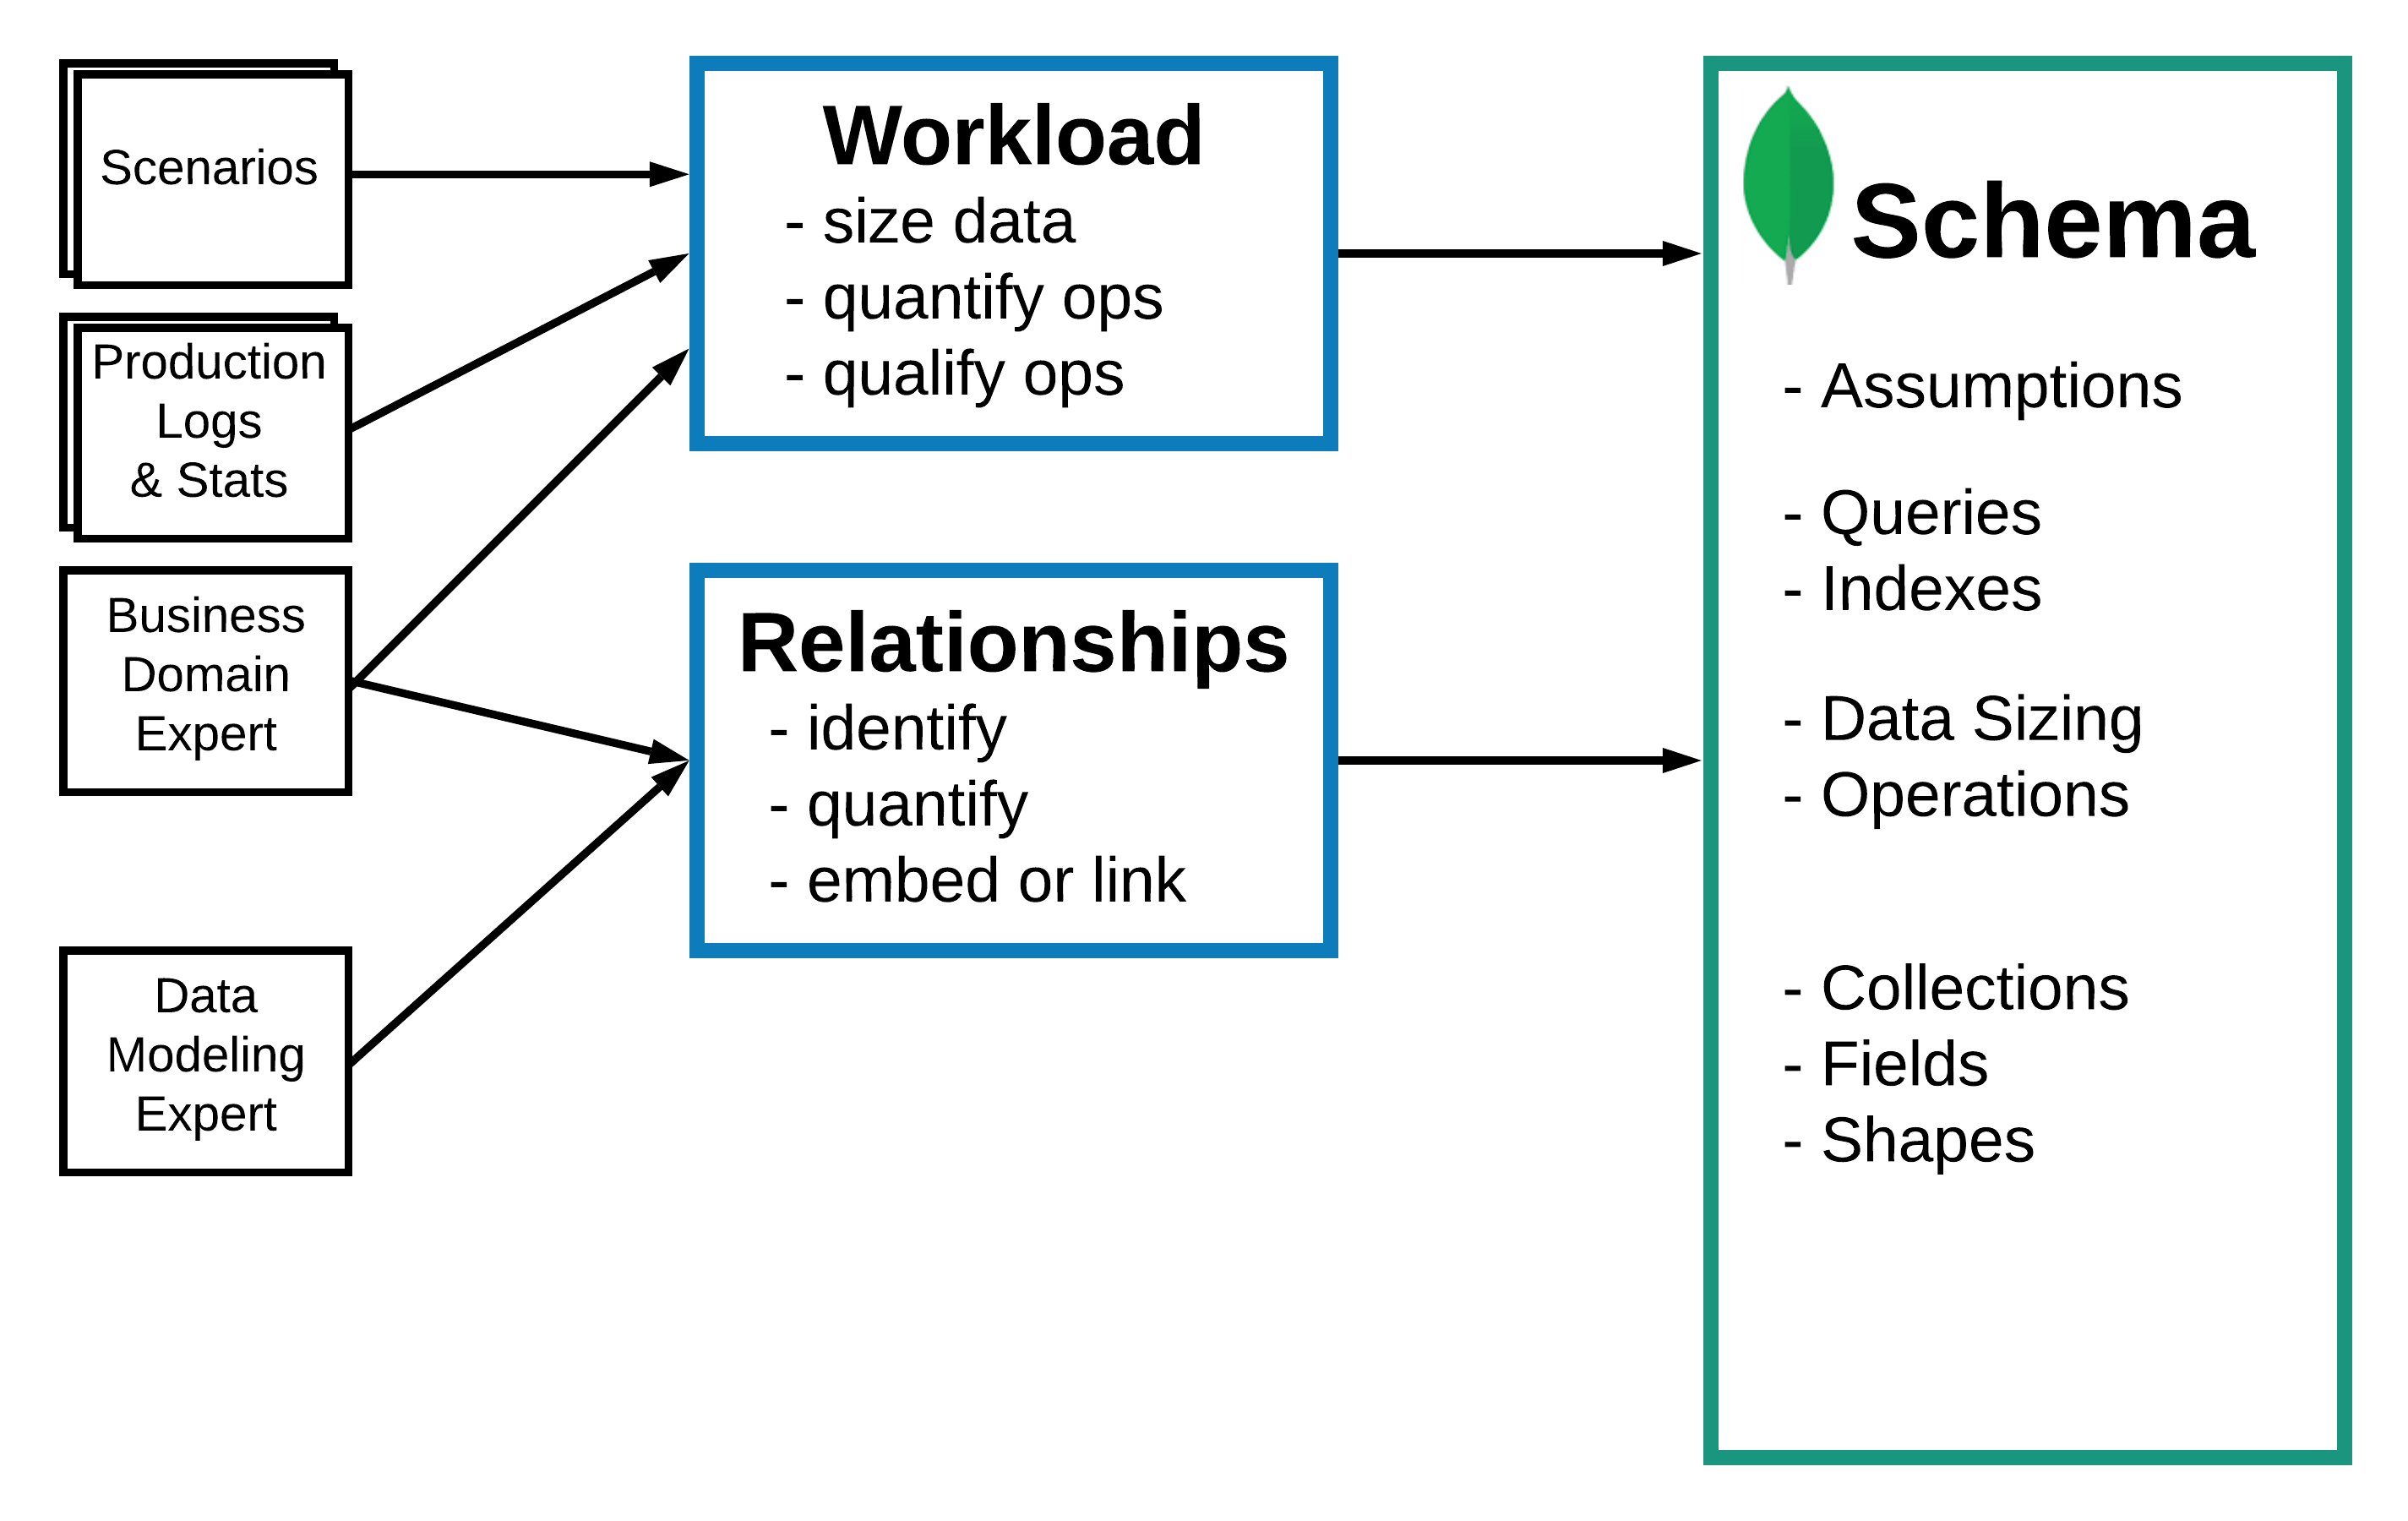 Scenarios
Production
Logs
& Stats
Business
Domain
Expert
Data
Modeling
Expert
Workload
- size data
- quantify ops
- qualify ops
Relationships
- identify
- quantify
- embed or link
Schema
- Assumptions
- Queries
- Indexes
- Data Sizing
- Operations
- Collections
- Fields
- Shapes